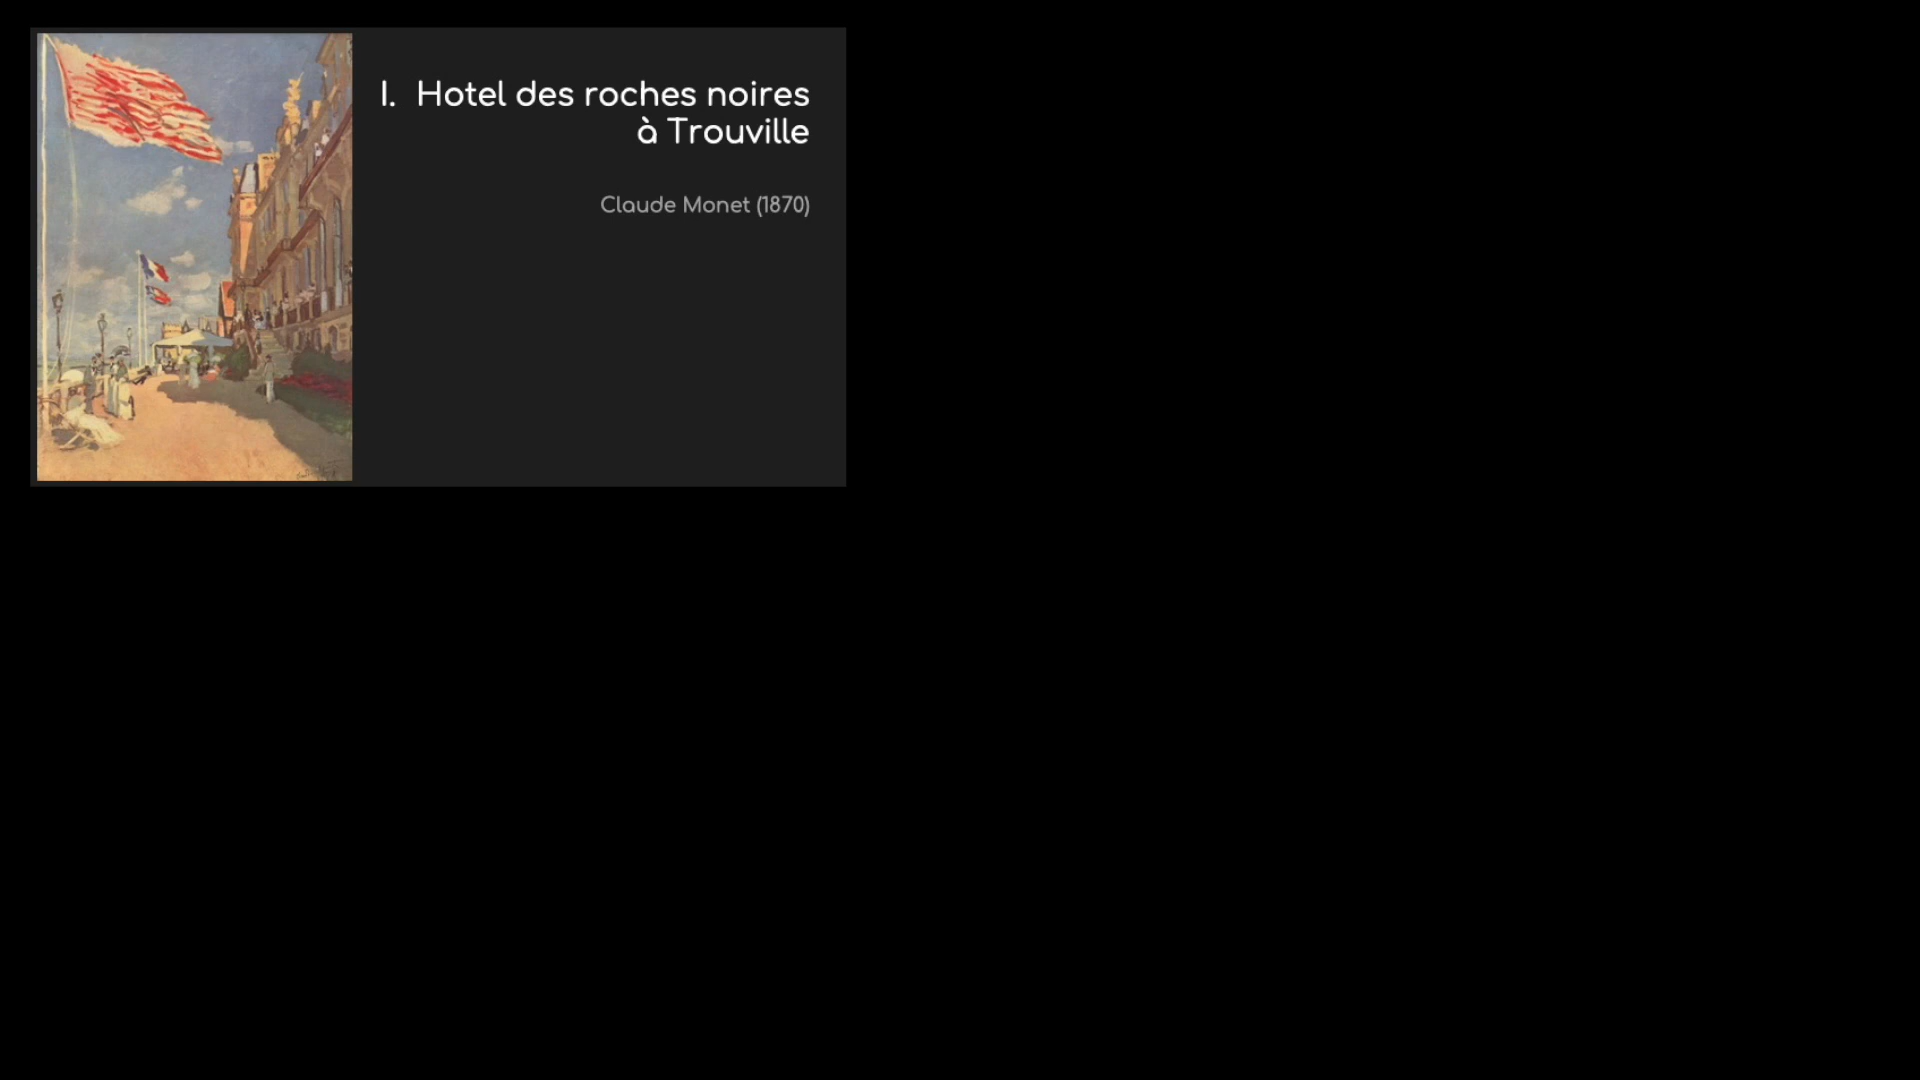 I. Hotel des roches noires
à Trouville
Claude Monet (1870)